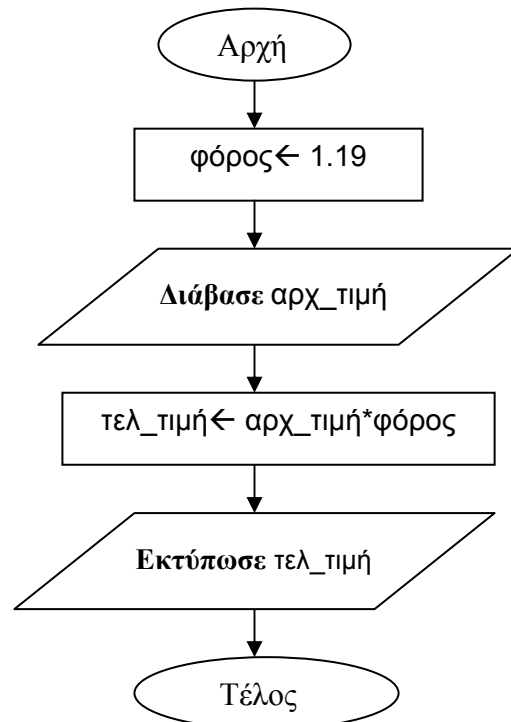 Αρχή
φόρος← 1.19
Διάβασε αρχ_τιμή
τελ_τιμή← αρχ_τιμή*φόρος
Εκτύπωσε τελ_τιμή
Τέλος